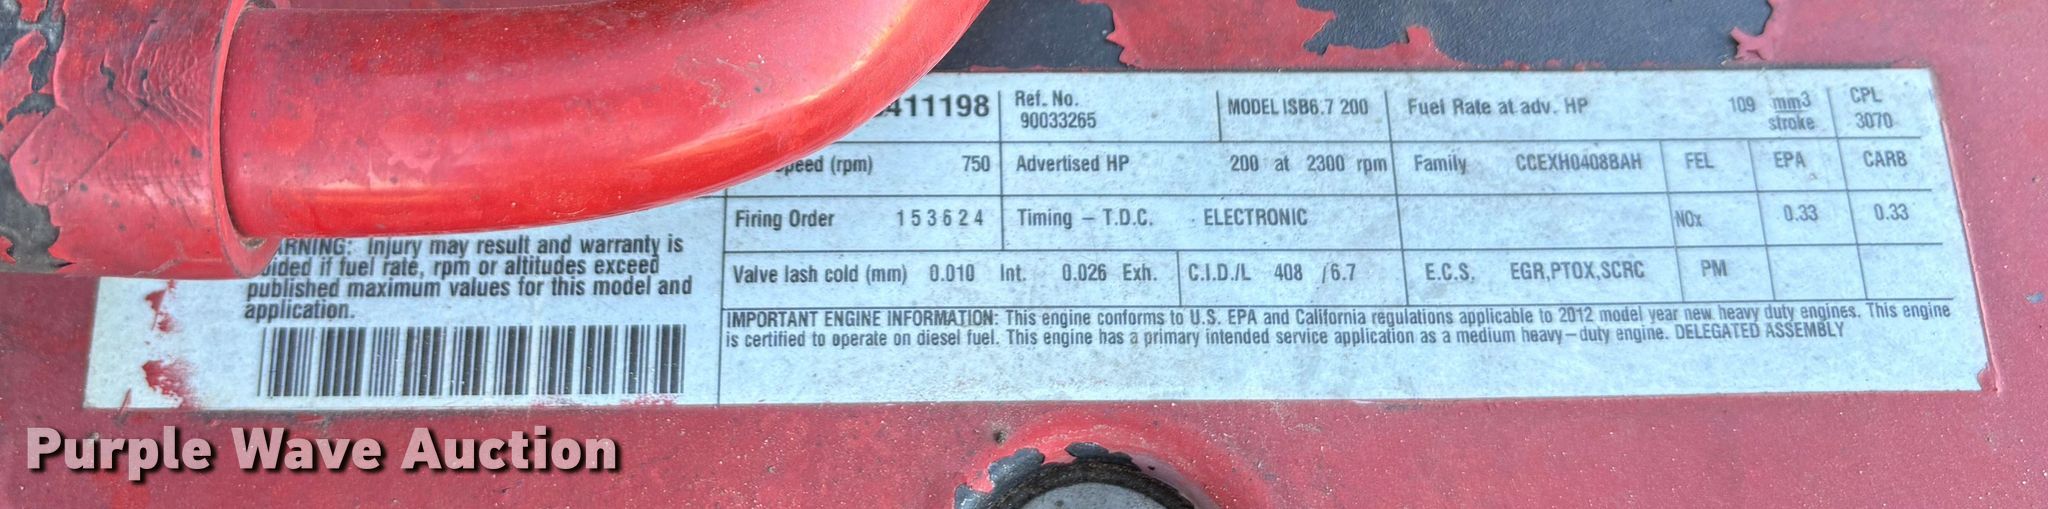 411198 Ref. No. 90033265 MODEL ISB6.7 200 Fuel Rate at adv. HP 109 mm3 stroke CPL 3070
(rpm) 750 Advertised HP 200 at 2300 rpm Family CCEXH0408BAH FEL EPA CARB
Firing Order 1 5 3 6 2 4 Timing – T.D.C. ELECTRONIC NOx 0.33 0.33
Valve lash cold (mm) 0.010 Int. 0.026 Exh. C.I.D./L 408 /6.7 E.C.S. EGR,PTOX,SCRC PM
Injury may result and warranty is
if fuel rate, rpm or altitudes exceed
published maximum values for this model and
application.
IMPORTANT ENGINE INFORMATION: This engine conforms to U.S. EPA and California regulations applicable to 2012 model year new heavy duty engines. This engine
is certified to operate on diesel fuel. This engine has a primary intended service application as a medium heavy–duty engine. DELEGATED ASSEMBLY
Purple Wave Auction